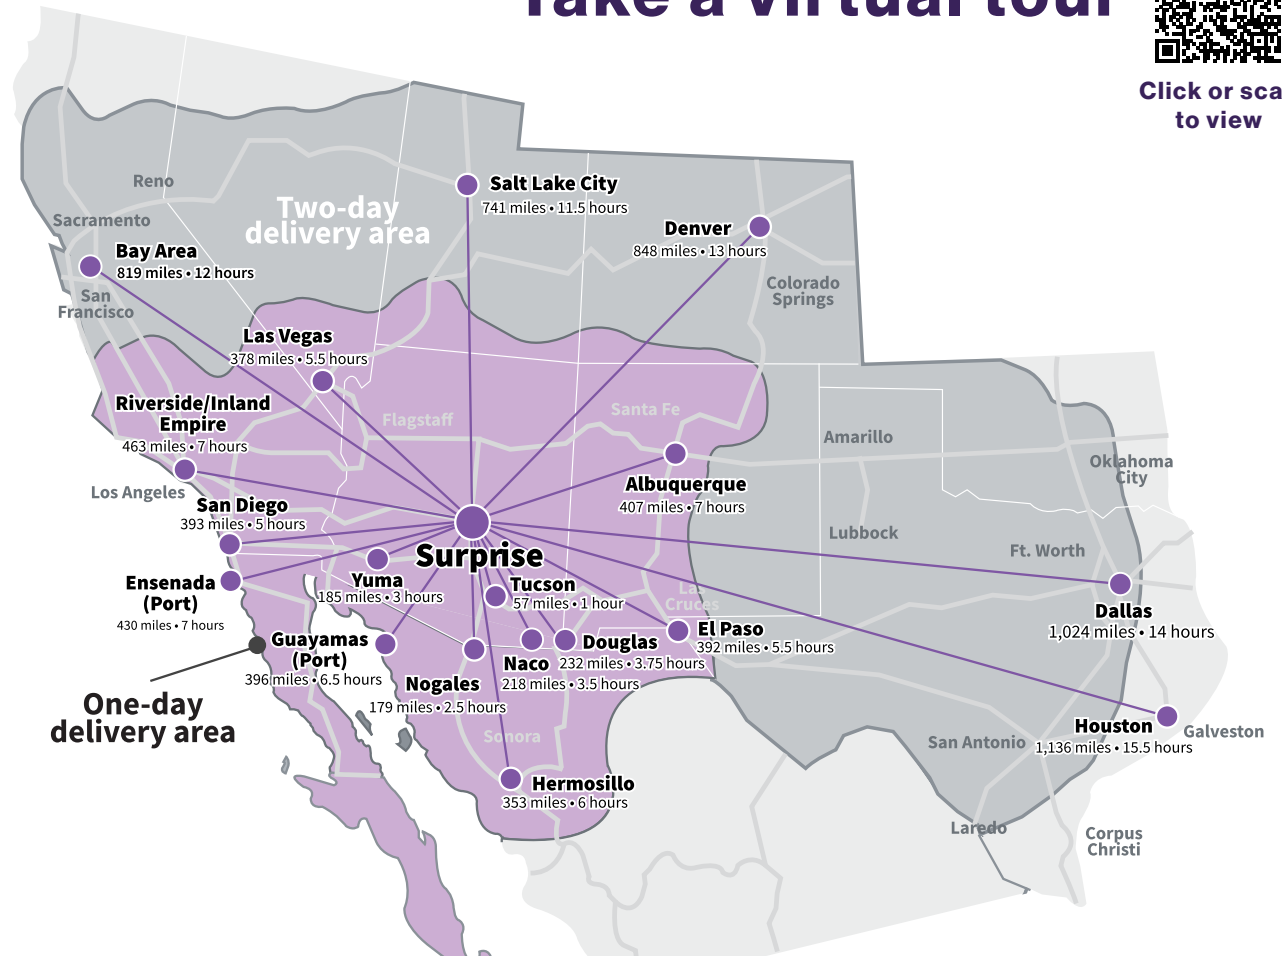 Take a virtual tour
Click or sca
to view
Reno
Sacramento
Two-day
delivery area
Salt Lake City
741 miles • 11.5 hours
Denver
848 miles • 13 hours
Bay Area
819 miles • 12 hours
San
Francisco
Colorado
Springs
Las Vegas
378 miles • 5.5 hours
Riverside/Inland
Empire
463 miles • 7 hours
Flagstaff
Santa Fe
Amarillo
Oklahoma
City
Los Angeles
Albuquerque
407 miles • 7 hours
San Diego
393 miles • 5 hours
Lubbock
Ft. Worth
Surprise
Yuma
185 miles • 3 hours
Tucson
57 miles • 1 hour
Las
Cruces
Ensenada
(Port)
430 miles • 7 hours
Dallas
1,024 miles • 14 hours
Guayamas
(Port)
396 miles • 6.5 hours
El Paso
392 miles • 5.5 hours
Douglas
232 miles • 3.75 hours
Naco
218 miles • 3.5 hours
Nogales
179 miles • 2.5 hours
One-day
delivery area
Sonora
Houston
1,136 miles • 15.5 hours
Galveston
San Antonio
Hermosillo
353 miles • 6 hours
Laredo
Corpus
Christi